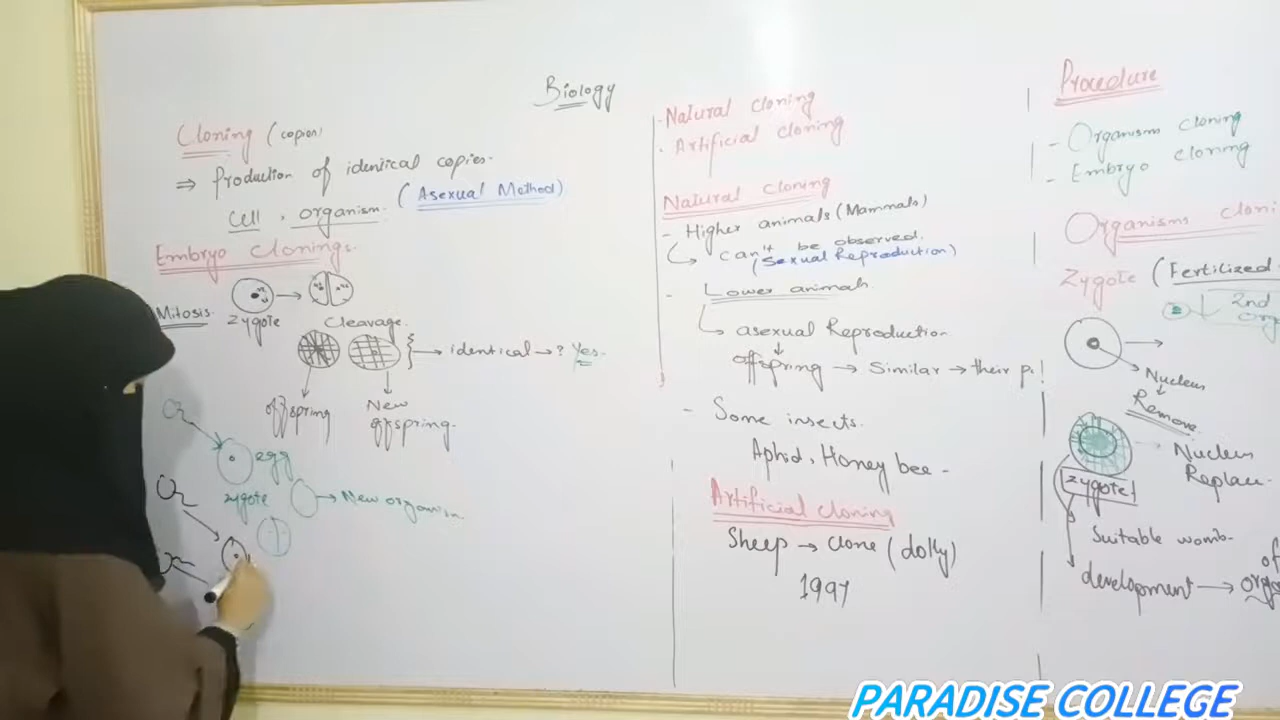 Biology
Cloning (copies)
⇒ Production of identical copies.
Cell , organism. (Asexual Method)
Embryo Clonings.
Mitosis.
Zygote
Cleavage.
identical → ? Yes.
offspring
New offspring.
egg
zygote
→ New organism
- Natural cloning
. Artificial cloning
Natural cloning
- Higher animals (Mammals)
can't be observed.
(Sexual Reproduction)
- Lower animals.
asexual Reproduction
offspring → Similar → their
- Some insects.
Aphid, Honey bee -
Artificial cloning
Sheep → clone (dolly)
1997
Procedure
- Organisms cloning
- Embryo cloning
Organisms cloni
Zygote (Fertilized
2nd
org
Nucleus
Remove.
Nucleus
Replace.
zygote
Suitable womb.
development →
PARADISE COLLEGE